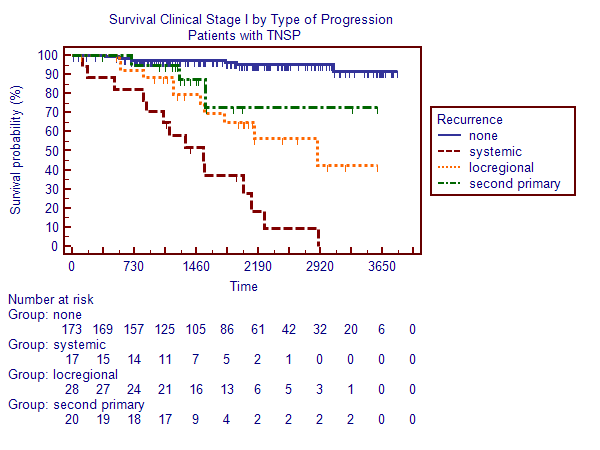 Survival Clinical Stage I by Type of Progression
Patients with TNSP
Survival probability (%)
100
90
80
70
60
50
40
30
20
10
0
0 730 1460 2190 2920 3650
Time
Recurrence
none
systemic
locregional
second primary
Number at risk
Group: none
173 169 157 125 105 86 61 42 32 20 6 0
Group: systemic
17 15 14 11 7 5 2 1 0 0 0 0
Group: locregional
28 27 24 21 16 13 6 5 3 1 0 0
Group: second primary
20 19 18 17 9 4 2 2 2 2 0 0